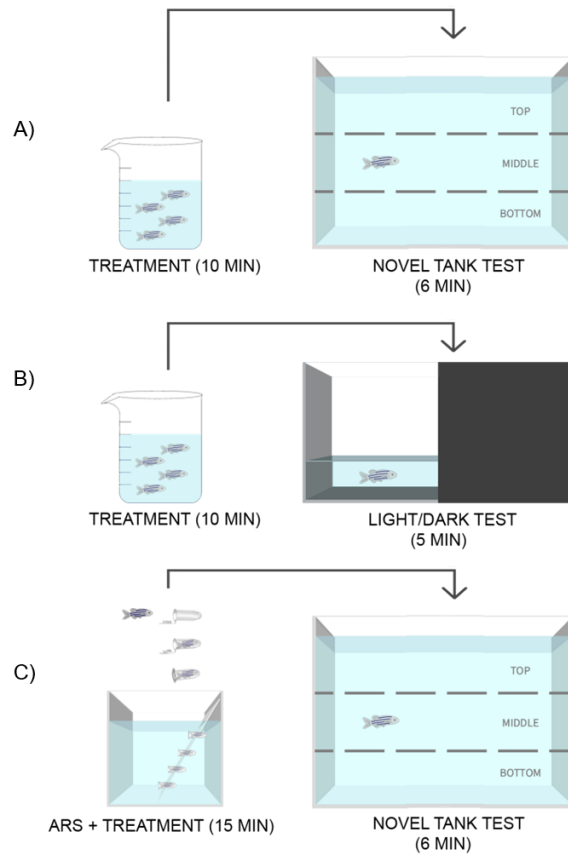 A)
TREATMENT (10 MIN)
TOP
MIDDLE
BOTTOM
NOVEL TANK TEST
(6 MIN)
B)
TREATMENT (10 MIN)
LIGHT/DARK TEST
(5 MIN)
C)
ARS + TREATMENT (15 MIN)
TOP
MIDDLE
BOTTOM
NOVEL TANK TEST
(6 MIN)